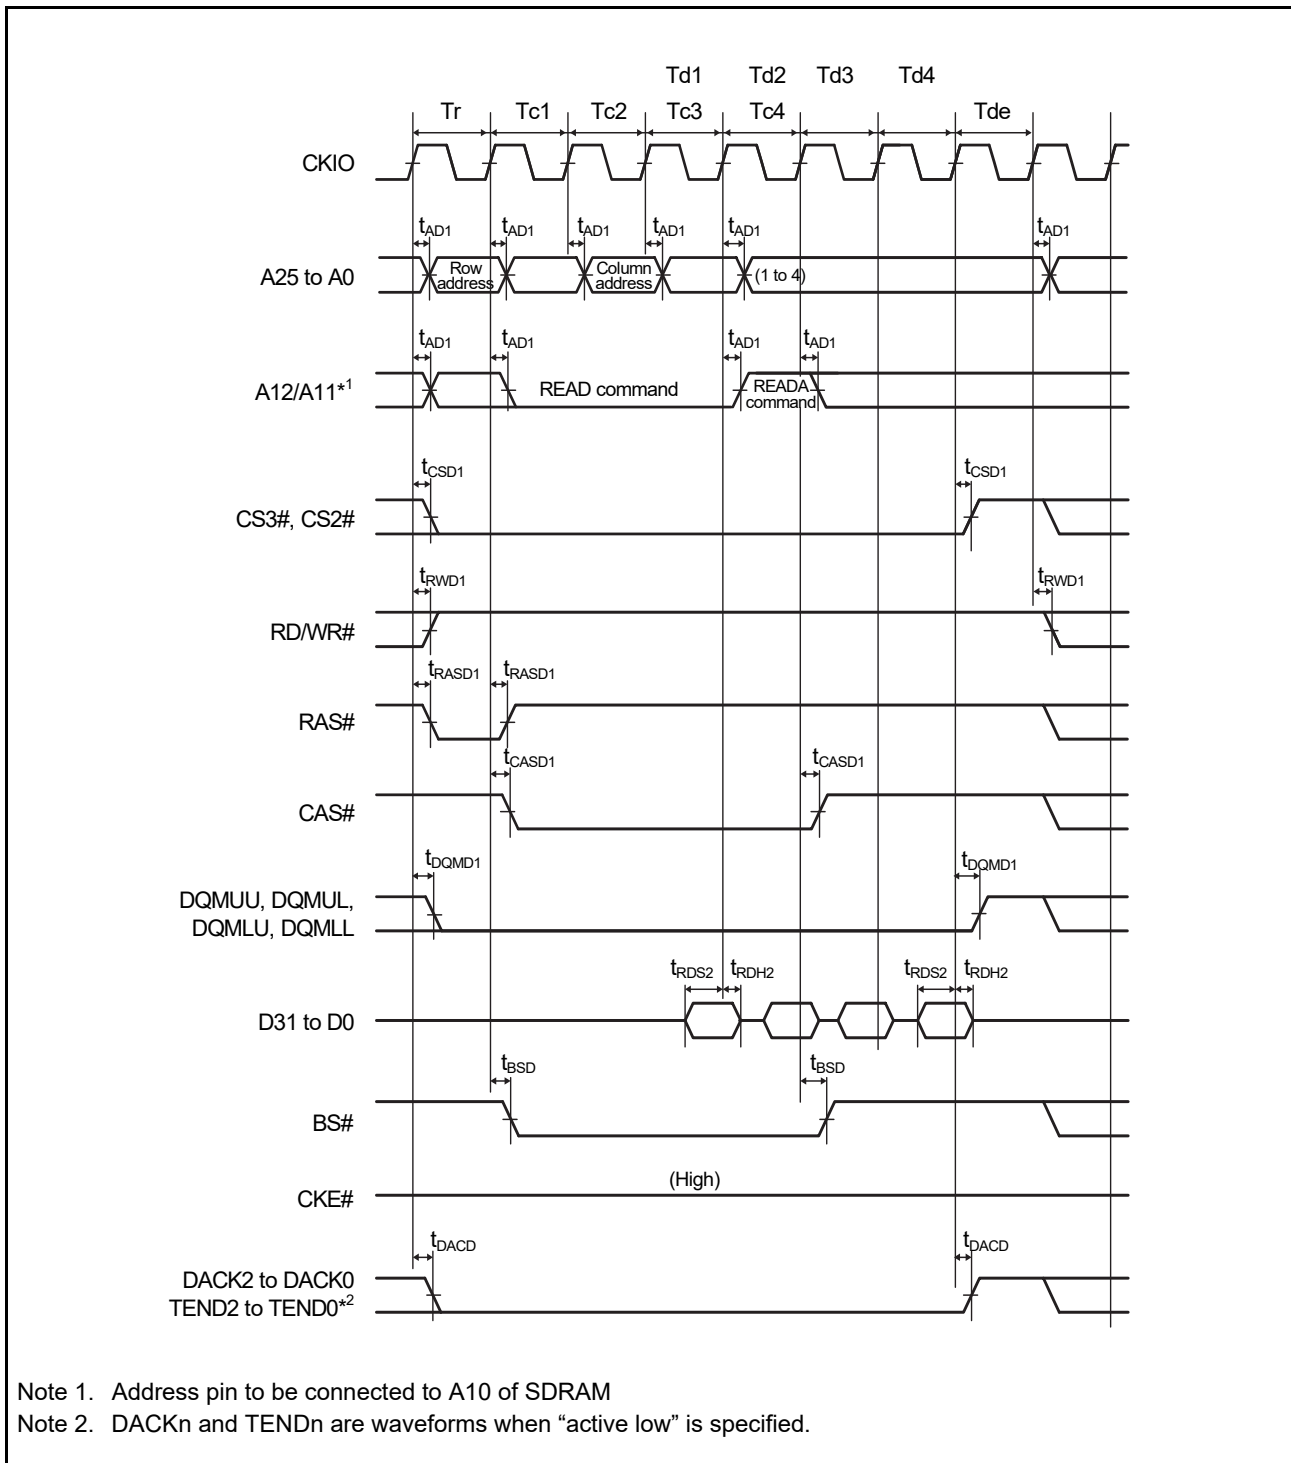 Td1 Td2 Td3 Td4
Tr Tc1 Tc2 Tc3 Tc4 Tde
CKIO
tAD1 tAD1 tAD1 tAD1 tAD1 tAD1
A25 to A0
Row
address
Column
address
(1 to 4)
tAD1 tAD1 tAD1 tAD1
A12/A11*1
READ command
READA
command
tCSD1 tCSD1
CS3#, CS2#
tRWD1 tRWD1
RD/WR#
tRASD1 tRASD1
RAS#
tCASD1 tCASD1
CAS#
tDQMD1 tDQMD1
DQMUU, DQMUL,
DQMLU, DQMLL
tRDS2 tRDH2 tRDS2 tRDH2
D31 to D0
tBSD tBSD
BS#
(High)
CKE#
tDACD tDACD
DACK2 to DACK0
TEND2 to TEND0*2
Note 1. Address pin to be connected to A10 of SDRAM
Note 2. DACKn and TENDn are waveforms when “active low” is specified.